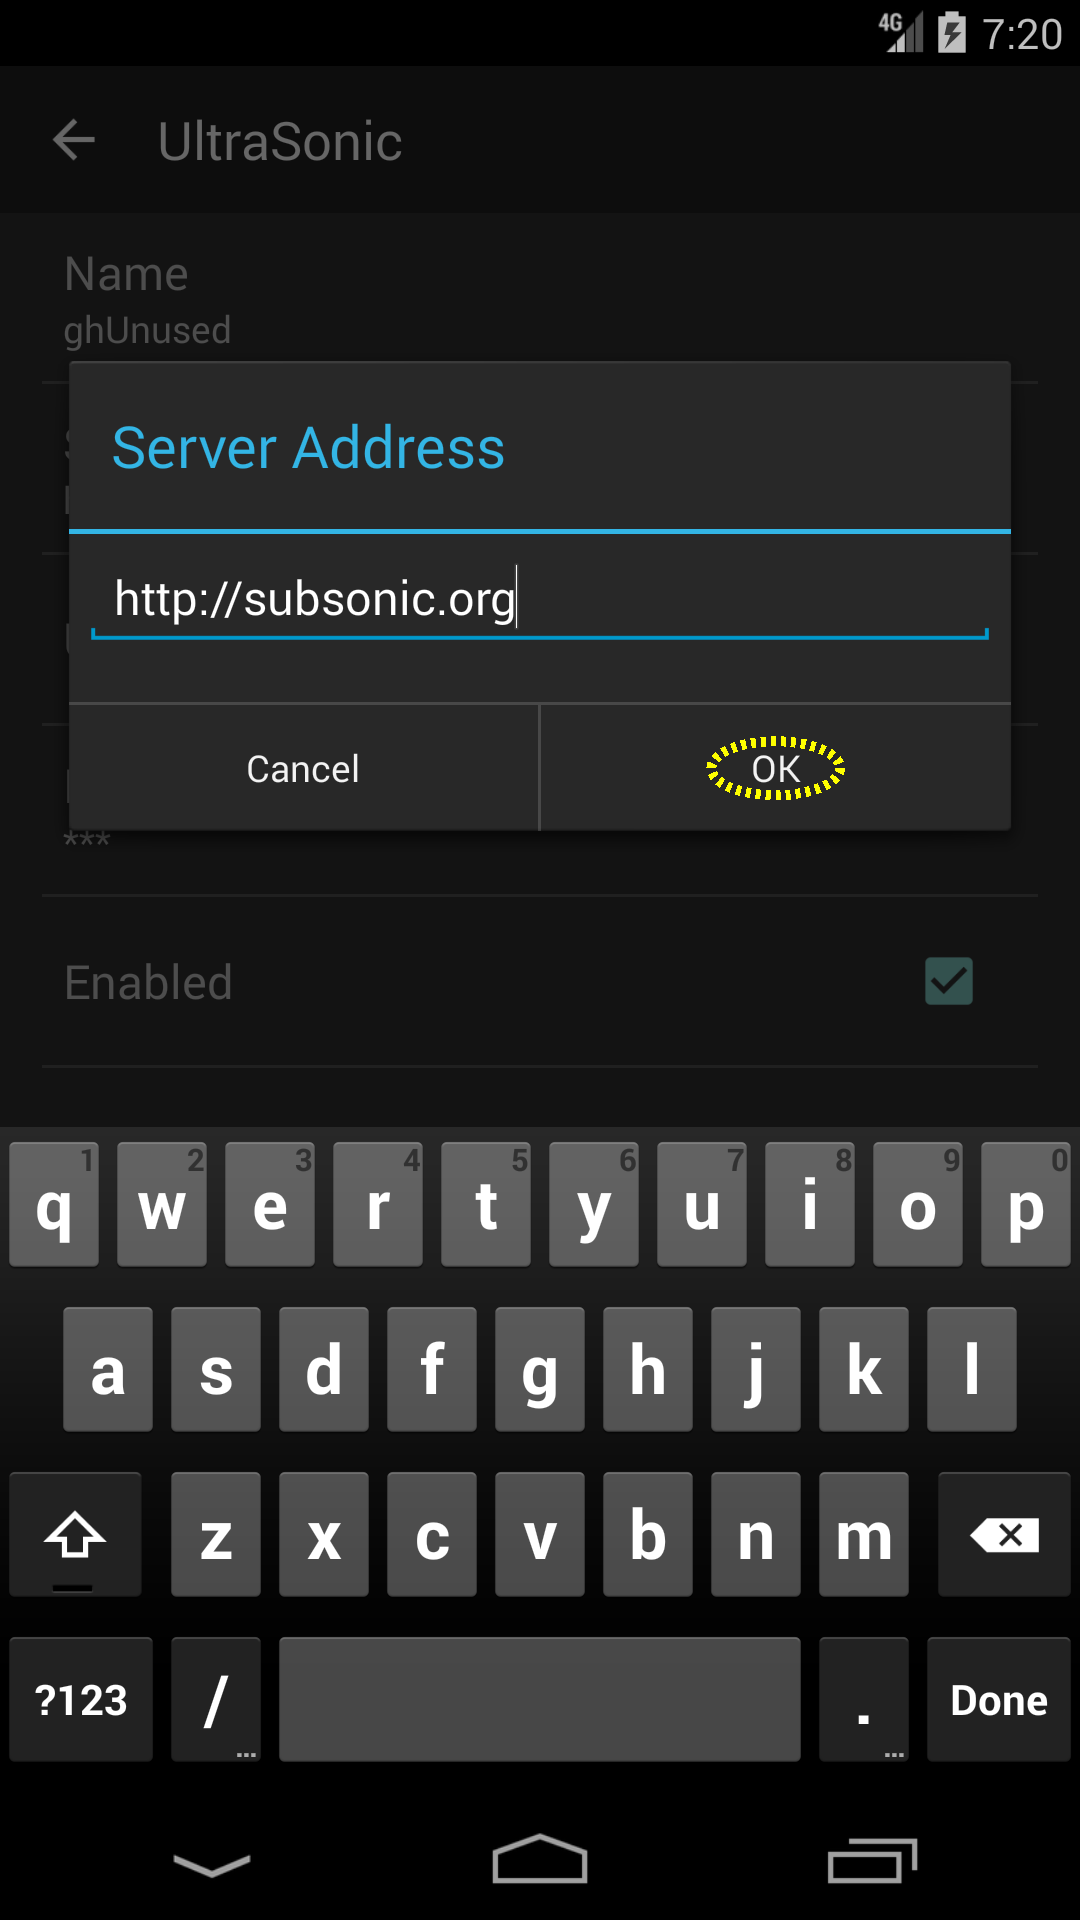 4G 7:20
UltraSonic
Name
ghUnused
Server Address
http://subsonic.org
Cancel OK
***
Enabled
1 2 3 4 5 6 7 8 9 0
q w e r t y u i o p
a s d f g h j k l
z x c v b n m
?123 / . Done